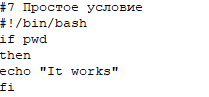 #7 Простое условие
#!/bin/bash
if pwd
then
echo "It works"
fi